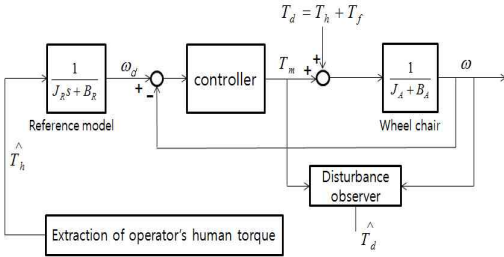 T_d = T_h + T_f
1 / (J_R s + B_R)
ω_d
+
−
controller
T_m
+
+
1 / (J_A + B_A)
ω
Reference model
Wheel chair
T̂_h
Disturbance
observer
T̂_d
Extraction of operator's human torque